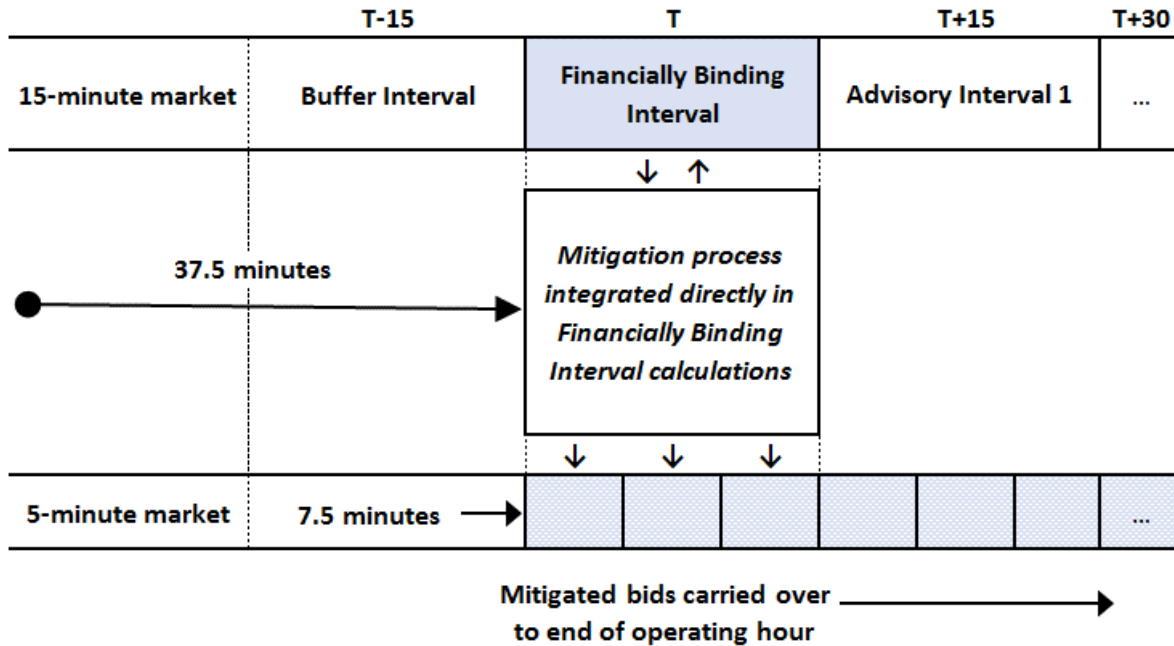 T-15 T T+15 T+30
15-minute market
Buffer Interval
Financially Binding
Interval
Advisory Interval 1
...
37.5 minutes
Mitigation process
integrated directly in
Financially Binding
Interval calculations
5-minute market
7.5 minutes
...
Mitigated bids carried over
to end of operating hour